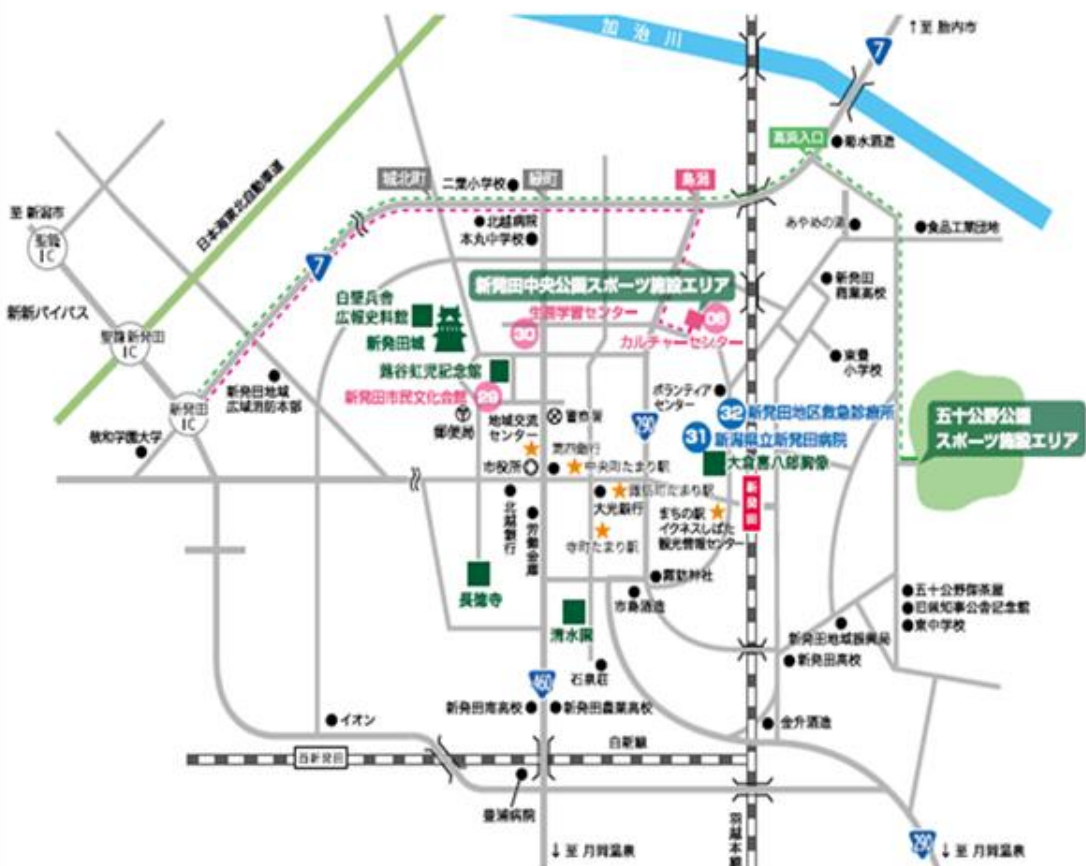 加治川
7
↑至 胎内市
高浜入口
菊水酒造
城北町
二葉小学校
緑町
島潟
日本海東北自動車道
至 新潟市
聖籠
IC
7
北越病院
本丸中学校
あやめの湯
食品工業団地
新発田中央公園スポーツ施設エリア
新発田
商業高校
新新バイパス
白壁兵舎
広報史料館
生涯学習センター
30
06
カルチャーセンター
新発田城
聖籠新発田
IC
蕗谷虹児記念館
東豊
小学校
新発田地域
広域消防本部
新発田市民文化会館
29
ボランティア
センター
32
新発田地区救急診療所
五十公野公園
スポーツ施設エリア
新発田
IC
郵便局
地域交流
センター
警察署
290
31
新潟県立新発田病院
敬和学園大学
第四銀行
大倉喜八郎胸像
市役所
中央町たまり駅
諏訪町たまり駅
新発田
北越銀行
労働金庫
大光銀行
まちの駅
イクネスしばた
観光情報センター
寺町たまり駅
諏訪神社
長徳寺
市島酒造
五十公野御茶屋
旧県知事公舎記念館
東中学校
清水園
新発田地域振興局
新発田高校
石泉荘
460
新発田南高校
新発田農業高校
イオン
金升酒造
白新線
西新発田
豊浦病院
羽越本線
↓至 月岡温泉
290
↓至 月岡温泉